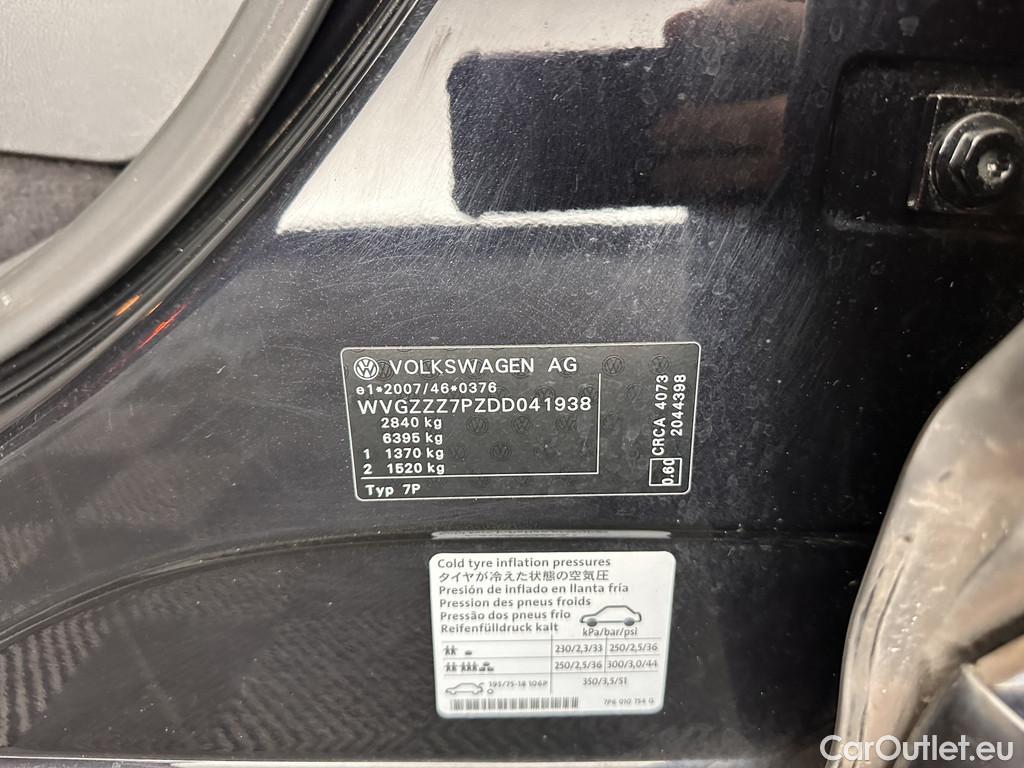 VOLKSWAGEN AG
e1*2007/46*0376
WVGZZZ7PZDD041938
2840 kg
6395 kg
1 1370 kg
2 1520 kg
Typ 7P
CRCA 4073
2044398
0.60
Cold tyre inflation pressures
タイヤが冷えた状態の空気圧
Presión de inflado en llanta fría
Pression des pneus froids
Pressão dos pneus frio
Reifenfülldruck kalt
kPa/bar/psi
230/2,3/33 250/2,5/36
250/2,5/36 300/3,0/44
195/75-18 106P 350/3,5/51
7P6 010 754 G
CarOutlet.eu